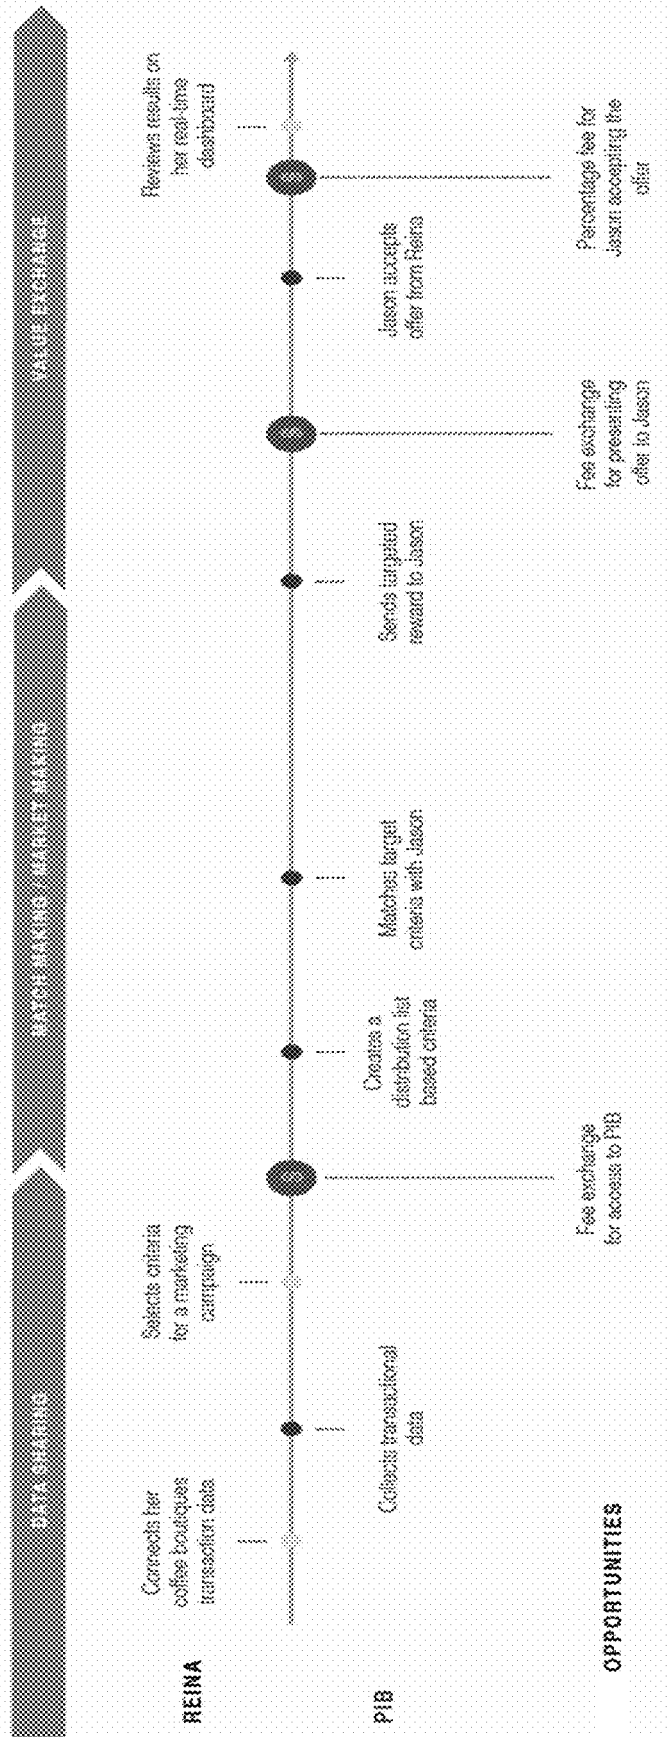 DATA SHARING
MATCH MAKING / MARKET MAKING
VALUE EXCHANGE
REINA
Connects her
coffee boutiques
transaction data
Selects criteria
for a marketing
campaign
Reviews results on
her real-time
dashboard
PIB
Collects transactional
data
Creates a
distribution list
based criteria
Matches target
criteria with Jason
Sends targeted
reward to Jason
Jason accepts
offer from Reina
OPPORTUNITIES
Fee exchange
for access to PIB
Fee exchange
for presenting
offer to Jason
Percentage fee for
Jason accepting the
offer